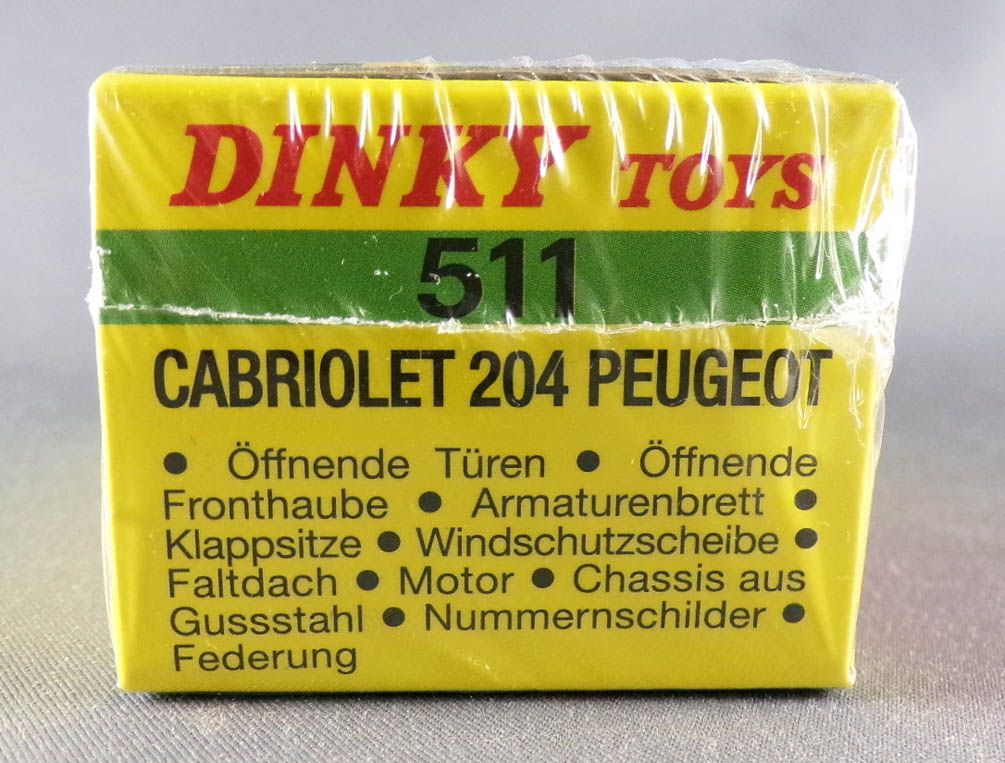 DINKY TOYS
511
CABRIOLET 204 PEUGEOT
● Öffnende Türen ● Öffnende
Fronthaube ● Armaturenbrett ●
Klappsitze ● Windschutzscheibe ●
Faltdach ● Motor ● Chassis aus
Gussstahl ● Nummernschilder ●
Federung